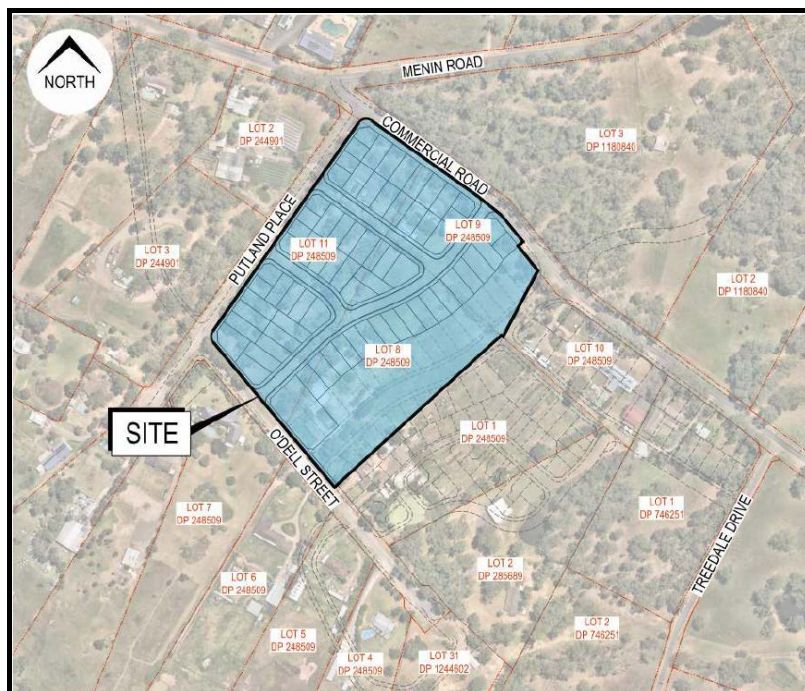 NORTH
MENIN ROAD
LOT 2
DP 244901
COMMERCIAL ROAD
LOT 3
DP 1180840
PUTLAND PLACE
LOT 9
DP 248509
LOT 11
DP 248509
LOT 3
DP 244901
LOT 2
DP 1180840
LOT 8
DP 248509
LOT 10
DP 248509
SITE
O'DELL STREET
LOT 1
DP 248509
LOT 7
DP 248509
LOT 1
DP 746251
TREEDALE DRIVE
LOT 2
DP 285689
LOT 6
DP 248509
LOT 2
DP 746251
LOT 5
DP 248509
LOT 4
DP 248509
LOT 31
DP 1244602